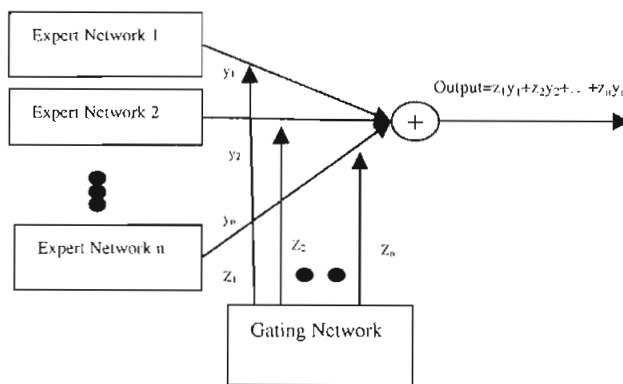 Expert Network 1
y₁
Output=z₁y₁+z₂y₂+... +zₙyₙ
Expert Network 2
+
y₂
yₙ
Expert Network n
Z₁
Z₂
Zₙ
Gating Network